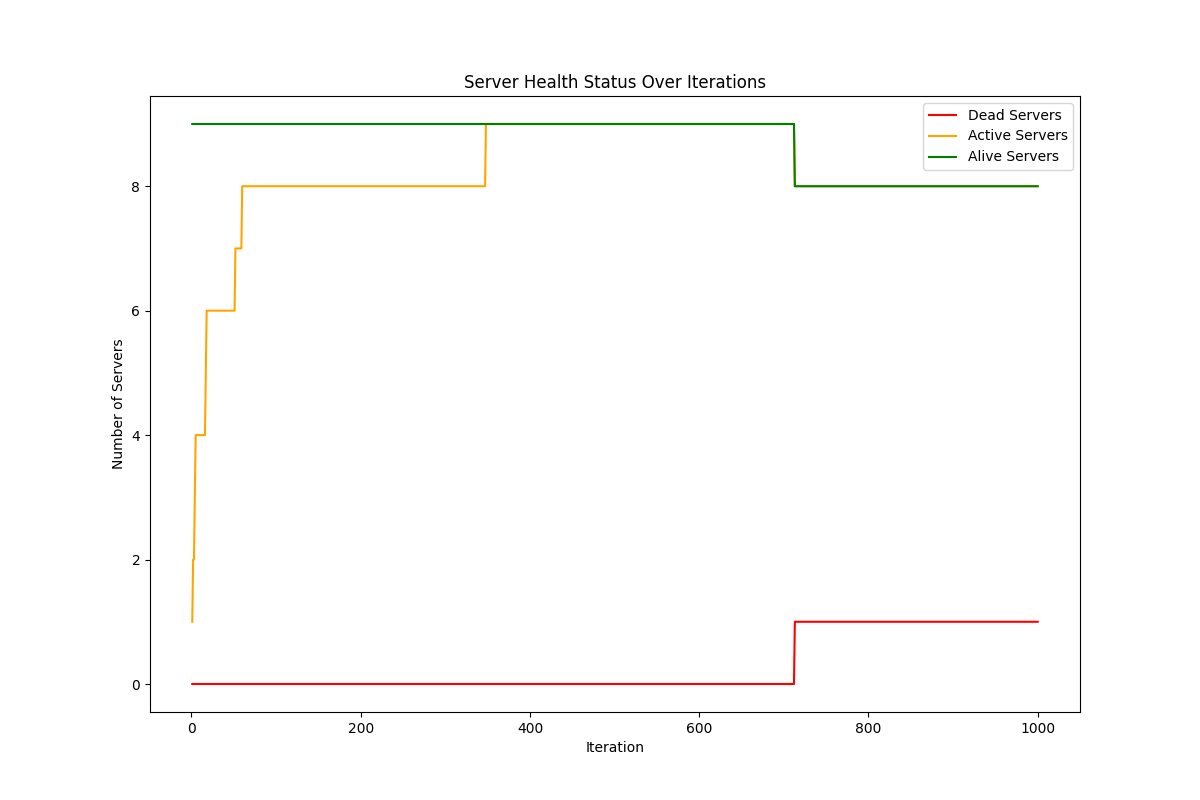 Server Health Status Over Iterations
Dead Servers
Active Servers
Alive Servers
Number of Servers
8
6
4
2
0
0 200 400 600 800 1000
Iteration